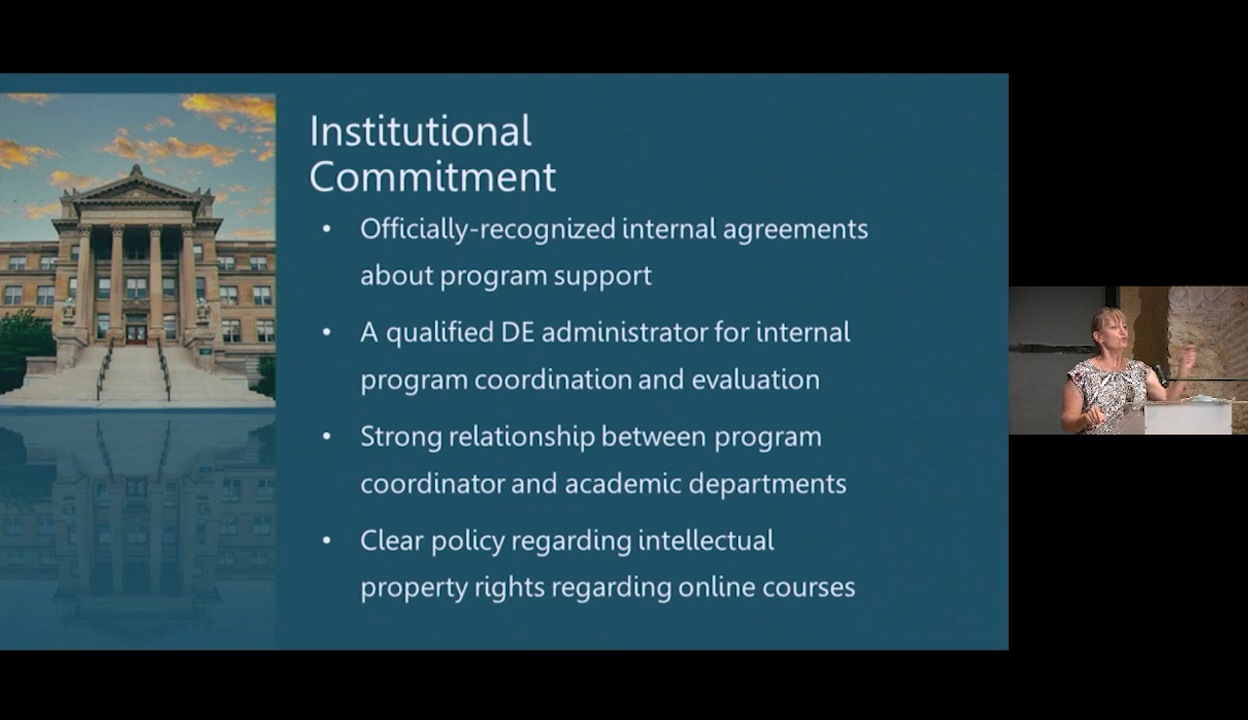 Institutional
Commitment
• Officially-recognized internal agreements
about program support
• A qualified DE administrator for internal
program coordination and evaluation
• Strong relationship between program
coordinator and academic departments
• Clear policy regarding intellectual
property rights regarding online courses